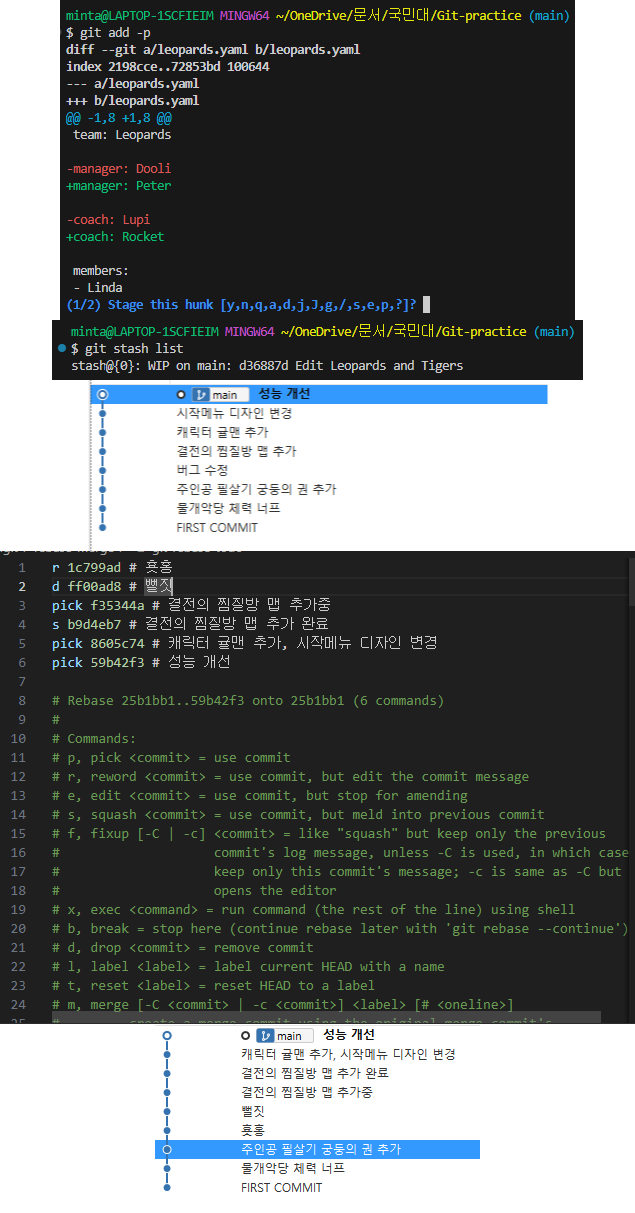 minta@LAPTOP-1SCFIEIM MINGW64 ~/OneDrive/문서/국민대/Git-practice (main)
$ git add -p
diff --git a/leopards.yaml b/leopards.yaml
index 2198cce..72853bd 100644
--- a/leopards.yaml
+++ b/leopards.yaml
@@ -1,8 +1,8 @@
team: Leopards
-manager: Dooli
+manager: Peter
-coach: Lupi
+coach: Rocket
members:
- Linda
(1/2) Stage this hunk [y,n,q,a,d,j,J,g,/,s,e,p,?]?
minta@LAPTOP-1SCFIEIM MINGW64 ~/OneDrive/문서/국민대/Git-practice (main)
$ git stash list
stash@{0}: WIP on main: d36887d Edit Leopards and Tigers
main 성능 개선
시작메뉴 디자인 변경
캐릭터 귤맨 추가
결전의 찜질방 맵 추가
버그 수정
주인공 필살기 궁둥의 권 추가
물개악당 체력 너프
FIRST COMMIT
1 r 1c799ad # 횻홍
2 d ff00ad8 # 뻘짓
3 pick f35344a # 결전의 찜질방 맵 추가중
4 s b9d4eb7 # 결전의 찜질방 맵 추가 완료
5 pick 8605c74 # 캐릭터 귤맨 추가, 시작메뉴 디자인 변경
6 pick 59b42f3 # 성능 개선
7
8 # Rebase 25b1bb1..59b42f3 onto 25b1bb1 (6 commands)
9 #
10 # Commands:
11 # p, pick <commit> = use commit
12 # r, reword <commit> = use commit, but edit the commit message
13 # e, edit <commit> = use commit, but stop for amending
14 # s, squash <commit> = use commit, but meld into previous commit
15 # f, fixup [-C | -c] <commit> = like "squash" but keep only the previous
16 # commit's log message, unless -C is used, in which case
17 # keep only this commit's message; -c is same as -C but
18 # opens the editor
19 # x, exec <command> = run command (the rest of the line) using shell
20 # b, break = stop here (continue rebase later with 'git rebase --continue')
21 # d, drop <commit> = remove commit
22 # l, label <label> = label current HEAD with a name
23 # t, reset <label> = reset HEAD to a label
24 # m, merge [-C <commit> | -c <commit>] <label> [# <oneline>]
main 성능 개선
캐릭터 귤맨 추가, 시작메뉴 디자인 변경
결전의 찜질방 맵 추가 완료
결전의 찜질방 맵 추가중
뻘짓
횻홍
주인공 필살기 궁둥의 권 추가
물개악당 체력 너프
FIRST COMMIT